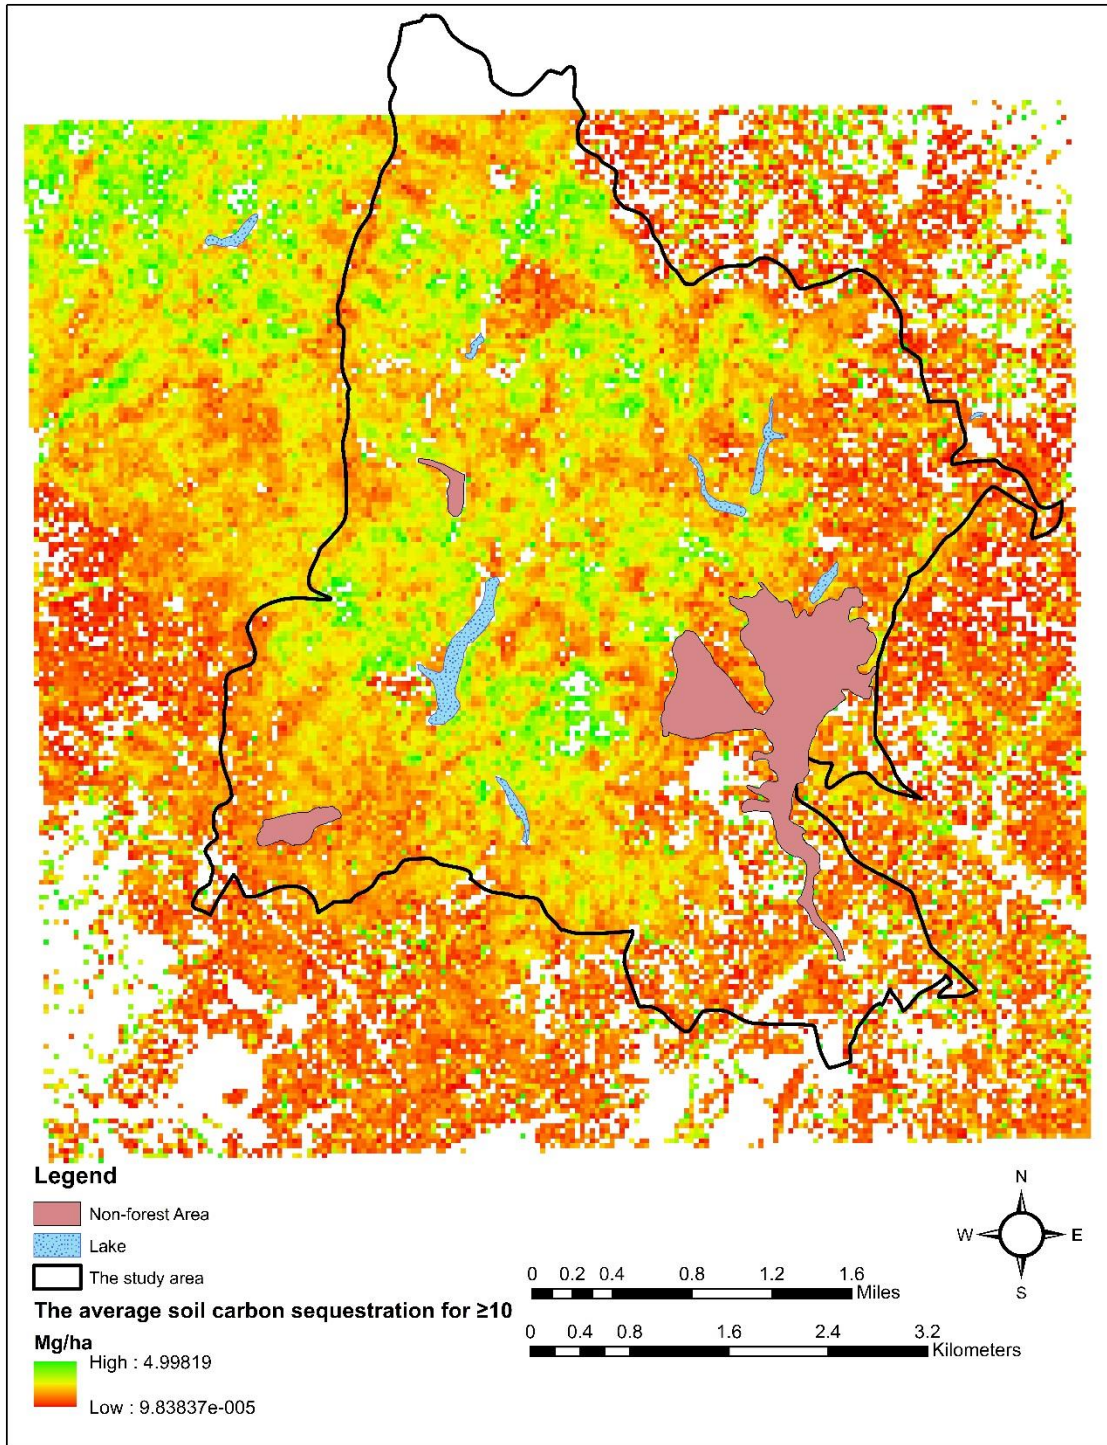 Legend
Non-forest Area
Lake
The study area
The average soil carbon sequestration for ≥10
Mg/ha
High : 4.99819
Low : 9.83837e-005
0 0.2 0.4 0.8 1.2 1.6
Miles
0 0.4 0.8 1.6 2.4 3.2
Kilometers
N
W E
S